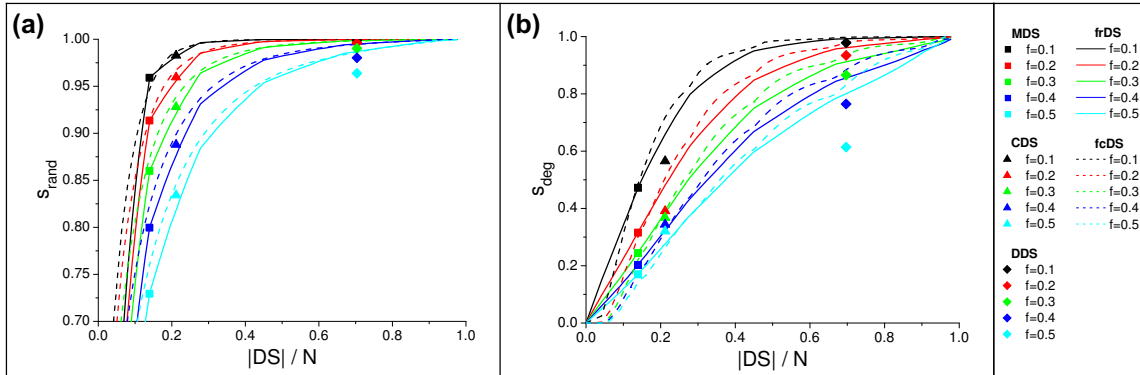 (a)
1.00
0.95
0.90
0.85
0.80
0.75
0.70
0.0 0.2 0.4 0.6 0.8 1.0
s_rand
|DS| / N
(b)
1.0
0.8
0.6
0.4
0.2
0.0
0.0 0.2 0.4 0.6 0.8 1.0
s_deg
|DS| / N
MDS frDS
f=0.1 f=0.1
f=0.2 f=0.2
f=0.3 f=0.3
f=0.4 f=0.4
f=0.5 f=0.5
CDS fcDS
f=0.1 f=0.1
f=0.2 f=0.2
f=0.3 f=0.3
f=0.4 f=0.4
f=0.5 f=0.5
DDS
f=0.1
f=0.2
f=0.3
f=0.4
f=0.5